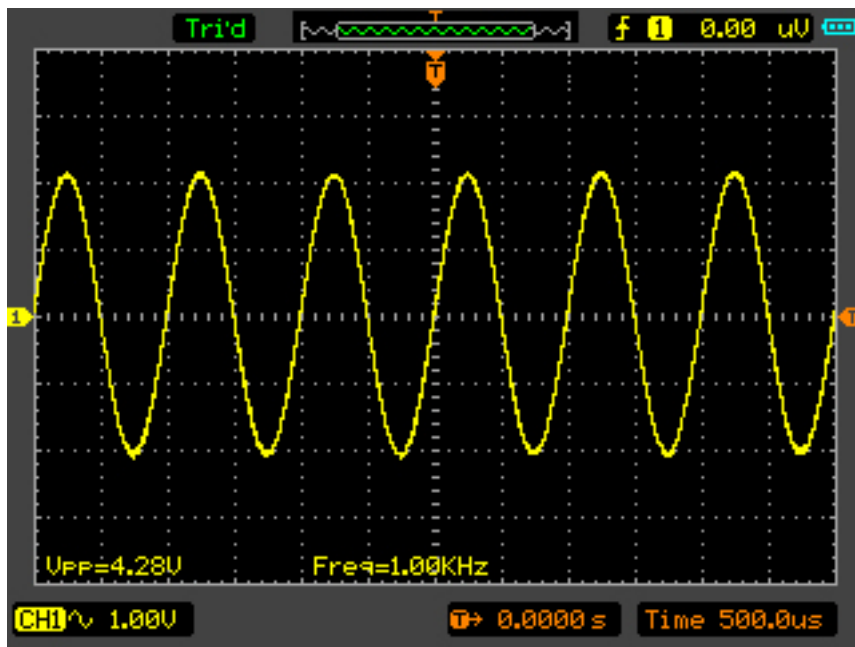 Tri'd T 1 0.00 uV
T
1 T
VPP=4.28V Freq=1.00KHz
CH1 1.00V T 0.0000 s Time 500.0us